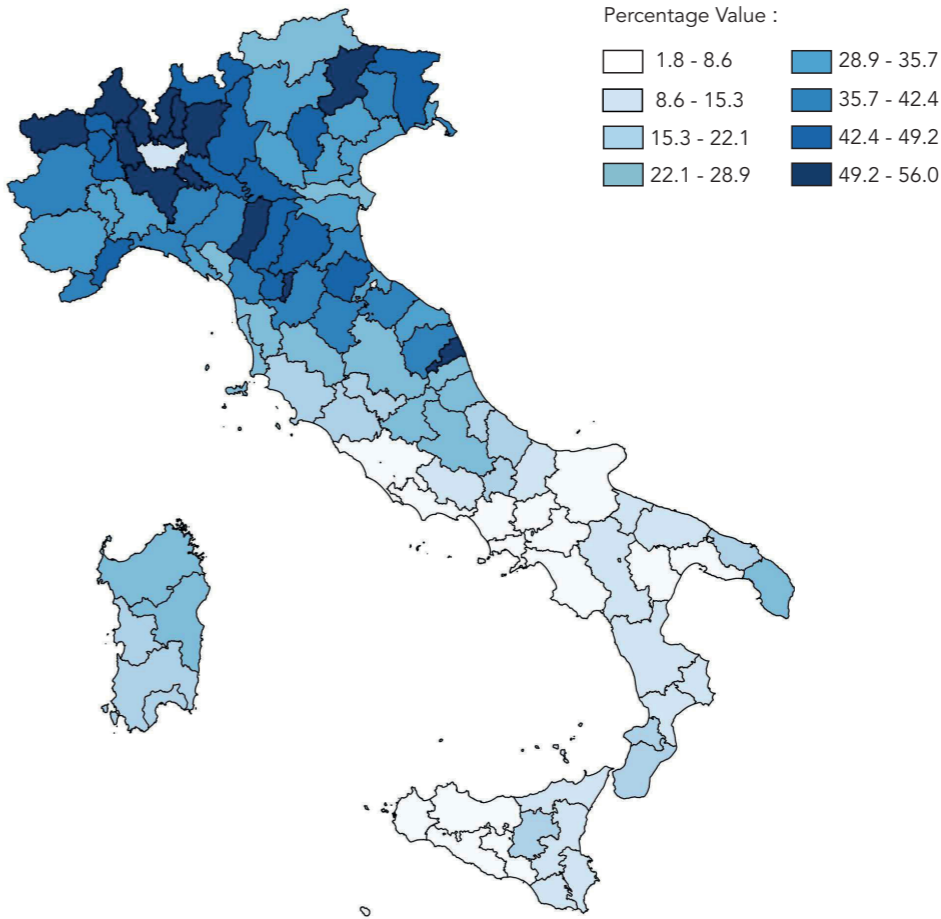 Percentage Value :
1.8 - 8.6
8.6 - 15.3
15.3 - 22.1
22.1 - 28.9
28.9 - 35.7
35.7 - 42.4
42.4 - 49.2
49.2 - 56.0